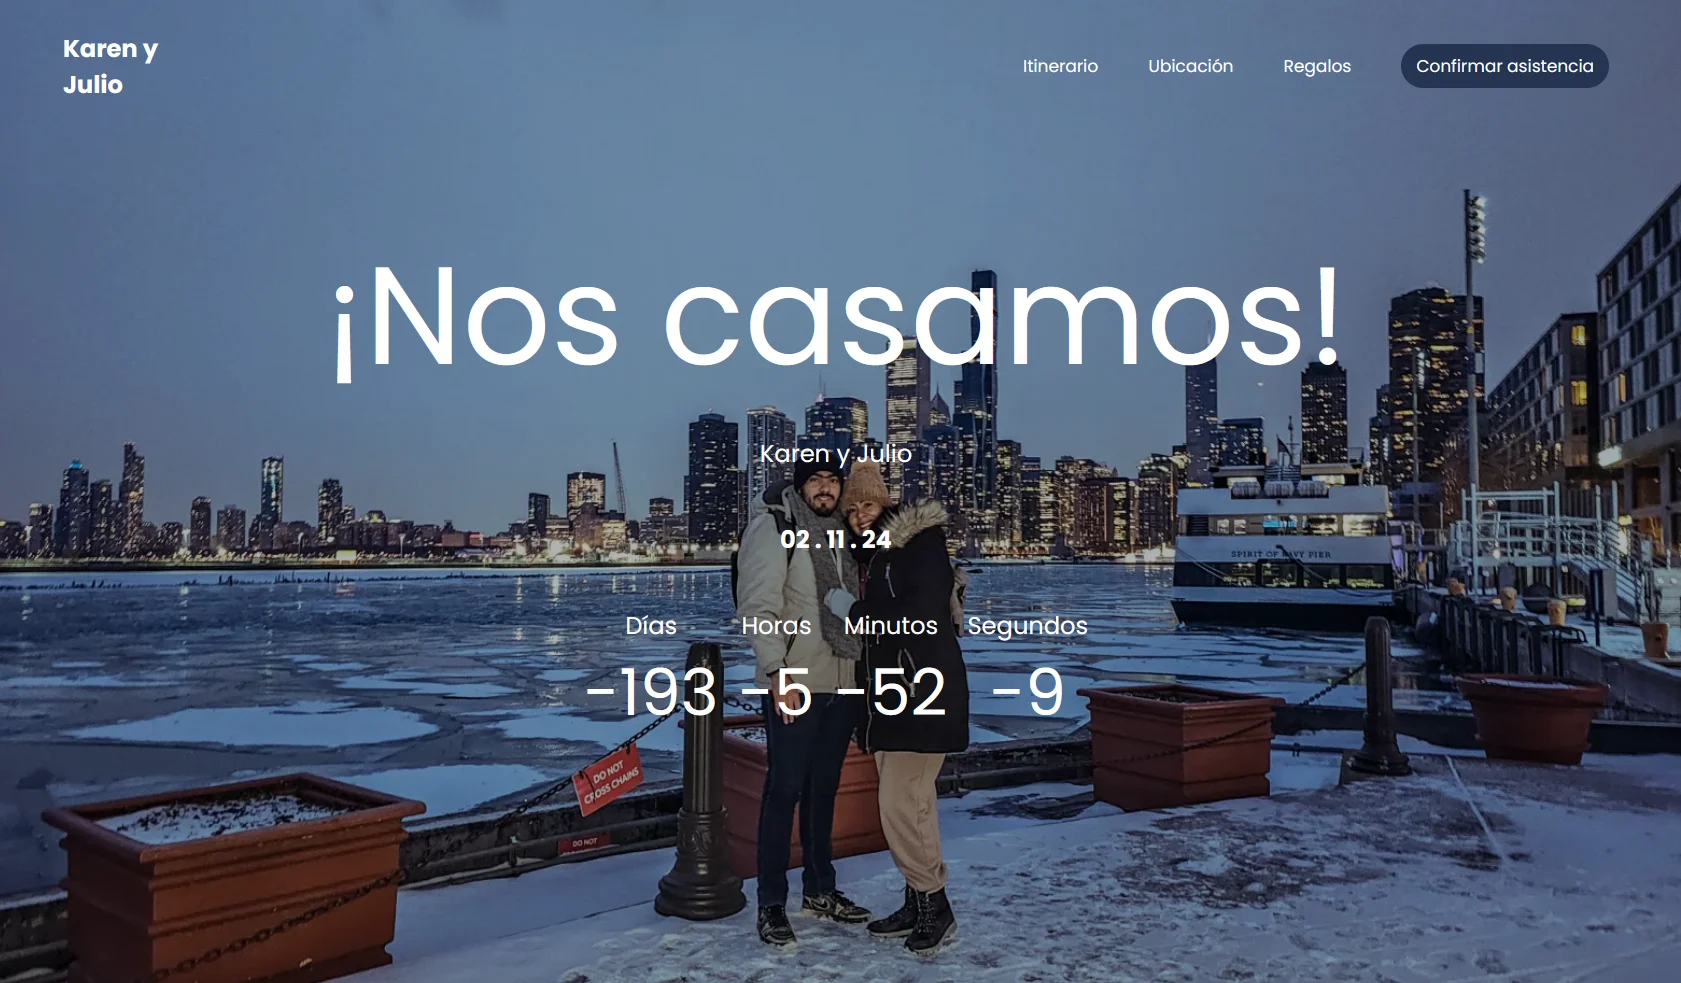 Karen y
Julio
Itinerario
Ubicación
Regalos
Confirmar asistencia
¡Nos casamos!
Karen y Julio
02 . 11 . 24
SPIRIT OF NAVY PIER
Días Horas Minutos Segundos
-193 -5 -52 -9
DO NOT
CROSS CHAINS
DO NOT